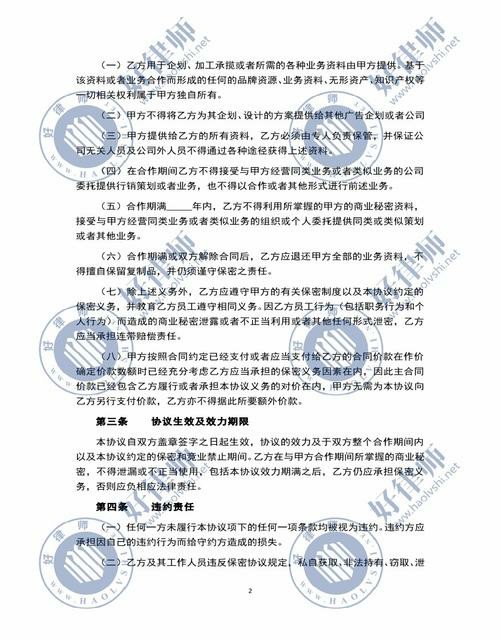 （一）乙方用于企划、加工承揽或者所需的各种业务资料由甲方提供。基于
该资料或者业务合作而形成的任何的品牌资源、业务资料、无形资产、知识产权等
一切相关权利属于甲方独自所有。
（二）甲方不得将乙方为其企划、设计的方案提供给其他广告企划或者公司
（三）甲方提供给乙方的所有资料，乙方必须由专人负责保管，并保证公
司无关人员及公司外人员不得通过各种途径获得上述资料。
（四）在合作期间乙方不得接受与甲方经营同类业务或者类似业务的公司
委托提供行销策划或者业务，也不得以合作或者其他形式进行前述业务。
（五）合作期满____年内，乙方不得利用所掌握的甲方的商业秘密资料，
接受与甲方经营同类业务或者类似业务的组织或个人委托提供同类或类似策划
或者其他业务。
（六）合作期满或双方解除合同后，乙方应退还甲方全部的业务资料，不
得擅自保留复制品，并仍须谨守保密之责任。
（七）除上述义务外，乙方应遵守甲方的有关保密制度以及本协议约定的
保密义务，并教育乙方员工遵守相同义务。因乙方员工行为（包括职务行为和个
人行为）而造成的商业秘密泄露或者不正当利用或者其他任何形式泄密，乙方
应当承担连带赔偿责任。
（八）甲方按照合同约定已经支付或者应当支付给乙方的合同价款在作价
确定价款数额时已经充分考虑乙方应当承担的保密义务因素在内，因此主合同
价款已经包含乙方履行或者承担本协议义务的对价在内，甲方无需为本协议向
乙方另行支付价款，乙方亦不得据此所要额外价款。
第三条 协议生效及效力期限
本协议自双方盖章签字之日起生效，协议的效力及于双方整个合作期间内
以及本协议约定的保密和竞业禁止期间。乙方在与甲方合作期间所掌握的商业秘
密，不得泄漏或不正当使用，包括本协议效力期满之后，乙方仍应承担保密义
务，否则应负相应法律责任。
第四条 违约责任
（一）任何一方未履行本协议项下的任何一项条款均被视为违约。违约方应
承担因自己的违约行为而给守约方造成的损失。
（二）乙方及其工作人员违反保密协议规定，私自获取、非法持有、窃取、泄
2
好律师
www.haolvshi.net